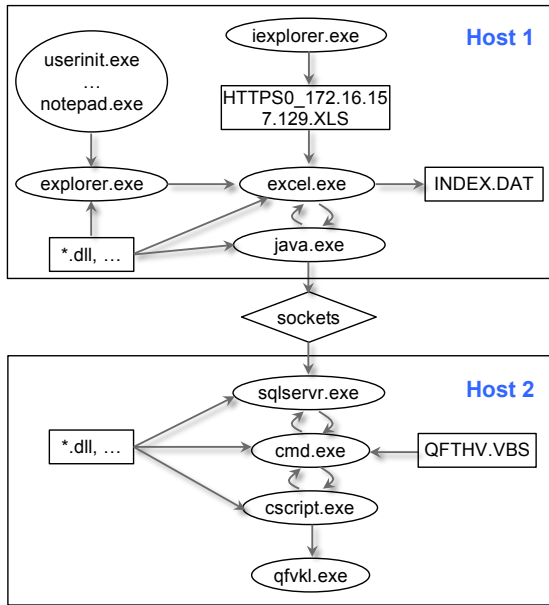 iexplorer.exe
Host 1
userinit.exe
...
notepad.exe
HTTPS0_172.16.15
7.129.XLS
explorer.exe
excel.exe
INDEX.DAT
*.dll, ...
java.exe
sockets
sqlservr.exe
Host 2
*.dll, ...
cmd.exe
QFTHV.VBS
cscript.exe
qfvkl.exe